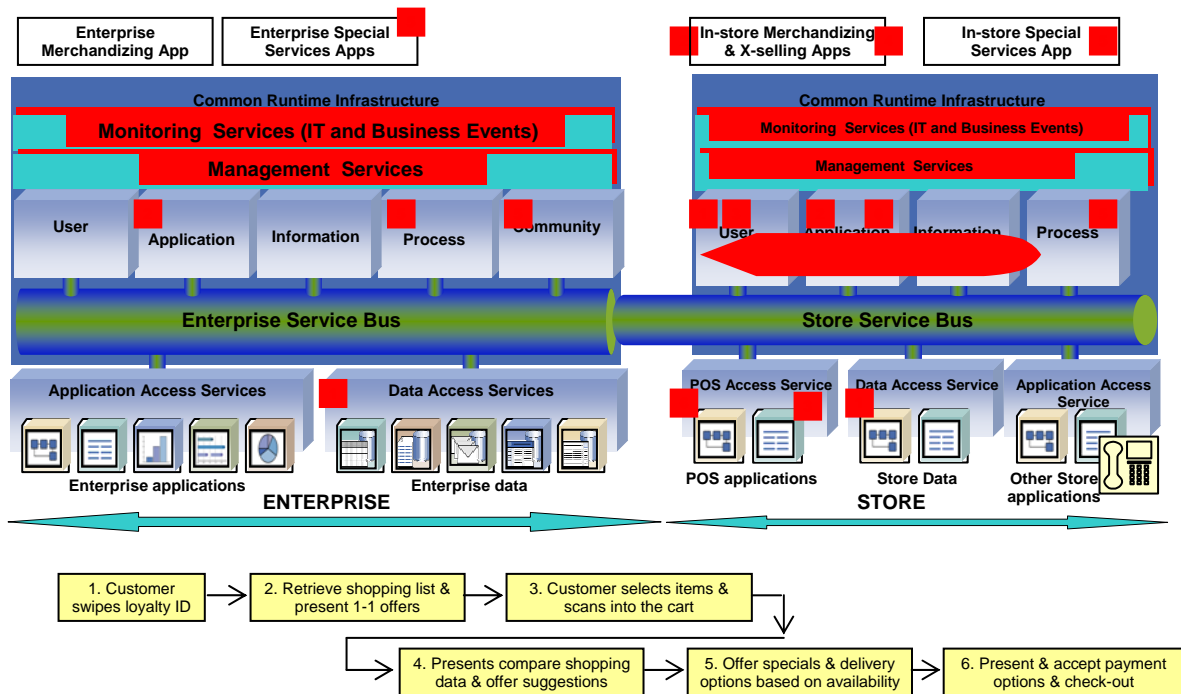 Enterprise
Merchandizing App
Enterprise Special
Services Apps
In-store Merchandizing
& X-selling Apps
In-store Special
Services App
Common Runtime Infrastructure
Monitoring Services (IT and Business Events)
Management Services
User
Application
Information
Process
Community
Enterprise Service Bus
Common Runtime Infrastructure
Monitoring Services (IT and Business Events)
Management Services
User
Application
Information
Process
Store Service Bus
Application Access Services
Enterprise applications
Data Access Services
Enterprise data
POS Access Service
POS applications
Data Access Service
Store Data
Application Access
Service
Other Store
applications
ENTERPRISE
STORE
1. Customer
swipes loyalty ID
2. Retrieve shopping list &
present 1-1 offers
3. Customer selects items &
scans into the cart
4. Presents compare shopping
data & offer suggestions
5. Offer specials & delivery
options based on availability
6. Present & accept payment
options & check-out